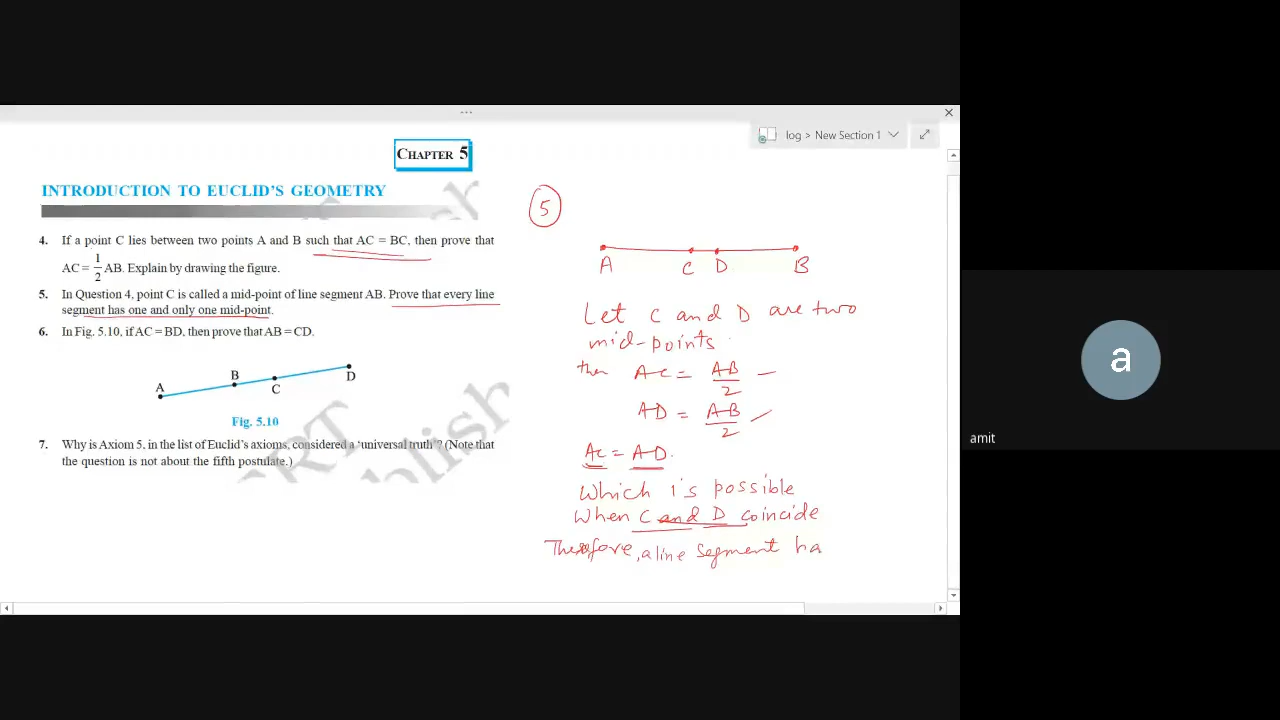 log > New Section 1
CHAPTER 5
INTRODUCTION TO EUCLID'S GEOMETRY
4. If a point C lies between two points A and B such that AC = BC, then prove that
AC = 1/2 AB. Explain by drawing the figure.
5. In Question 4, point C is called a mid-point of line segment AB. Prove that every line
segment has one and only one mid-point.
6. In Fig. 5.10, if AC = BD, then prove that AB = CD.
A B C D
Fig. 5.10
7. Why is Axiom 5, in the list of Euclid's axioms, considered a 'universal truth'? (Note that
the question is not about the fifth postulate.)
5
A C D B
Let C and D are two
mid-points
then AC = AB/2
AD = AB/2
AC = AD.
Which is possible
When C and D coincide
Therefore, a line segment ha
a
amit